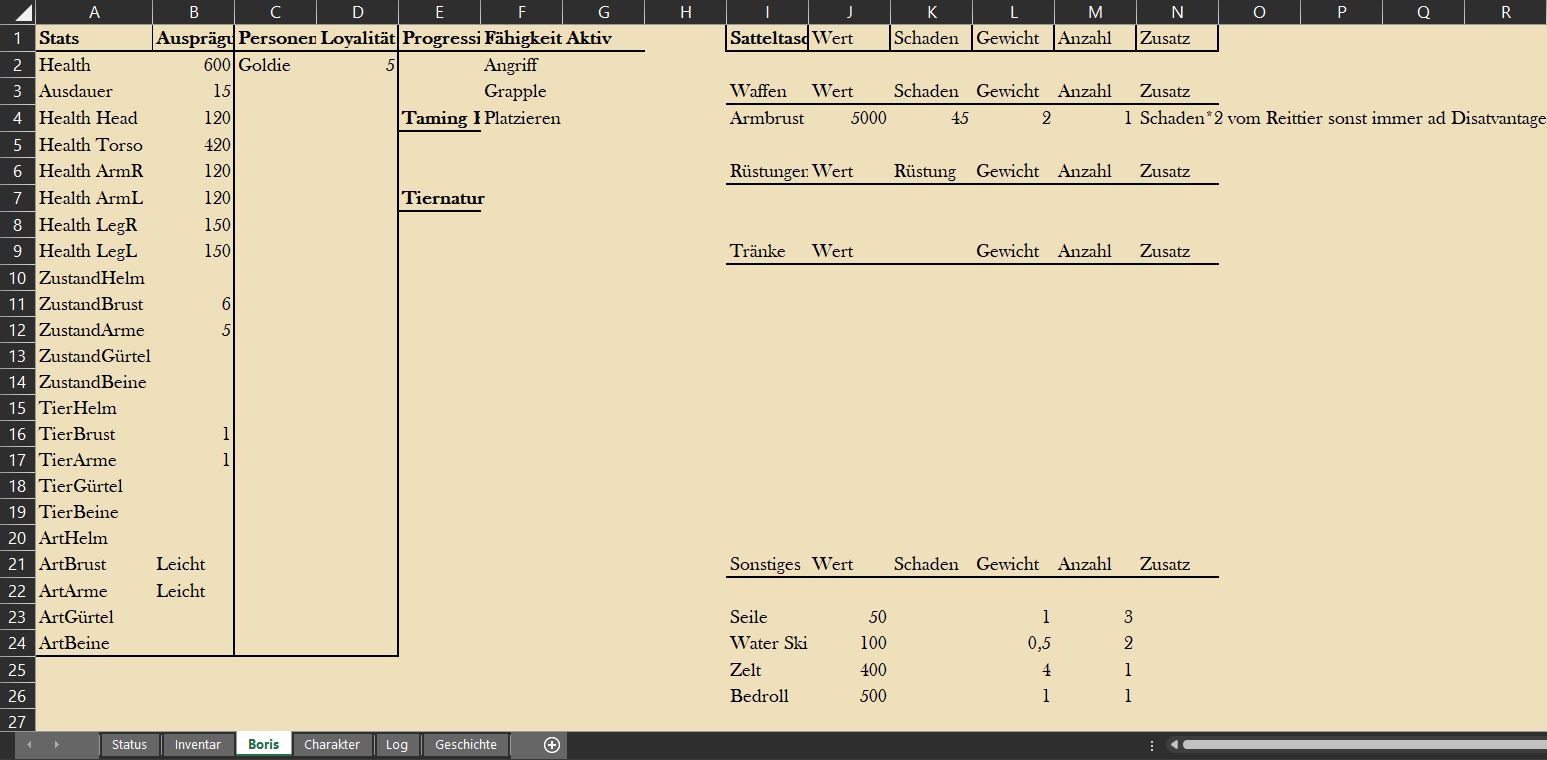 A B C D E F G H I J K L M N O P Q R
1 Stats Ausprägu Personen Loyalität Progressi Fähigkeit Aktiv Satteltasc Wert Schaden Gewicht Anzahl Zusatz
2 Health 600 Goldie 5 Angriff
3 Ausdauer 15 Grapple Waffen Wert Schaden Gewicht Anzahl Zusatz
4 Health Head 120 Taming Platzieren Armbrust 5000 45 2 1 Schaden*2 vom Reittier sonst immer ad Disatvantage
5 Health Torso 420
6 Health ArmR 120 Rüstungen Wert Rüstung Gewicht Anzahl Zusatz
7 Health ArmL 120 Tiernatur
8 Health LegR 150
9 Health LegL 150 Tränke Wert Gewicht Anzahl Zusatz
10 ZustandHelm
11 ZustandBrust 6
12 ZustandArme 5
13 ZustandGürtel
14 ZustandBeine
15 TierHelm
16 TierBrust 1
17 TierArme 1
18 TierGürtel
19 TierBeine
20 ArtHelm
21 ArtBrust Leicht Sonstiges Wert Schaden Gewicht Anzahl Zusatz
22 ArtArme Leicht
23 ArtGürtel Seile 50 1 3
24 ArtBeine Water Ski 100 0,5 2
25 Zelt 400 4 1
26 Bedroll 500 1 1
27
Status Inventar Boris Charakter Log Geschichte